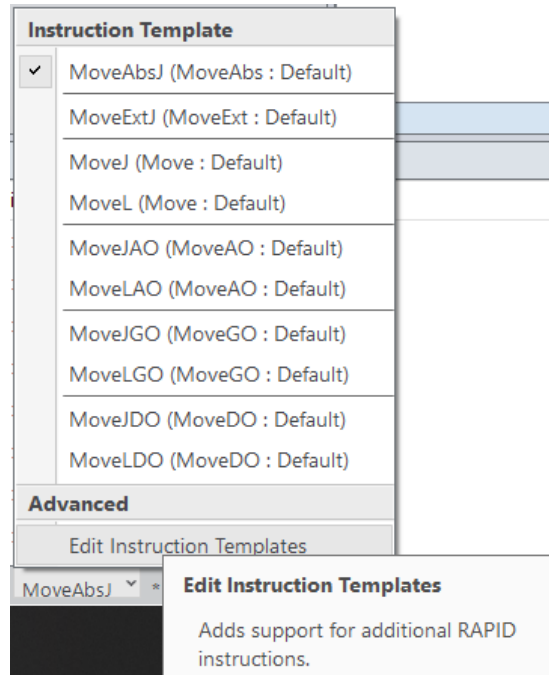 Instruction Template
MoveAbsJ (MoveAbs : Default)
MoveExtJ (MoveExt : Default)
MoveJ (Move : Default)
MoveL (Move : Default)
MoveJAO (MoveAO : Default)
MoveLAO (MoveAO : Default)
MoveJGO (MoveGO : Default)
MoveLGO (MoveGO : Default)
MoveJDO (MoveDO : Default)
MoveLDO (MoveDO : Default)
Advanced
Edit Instruction Templates
MoveAbsJ *
Edit Instruction Templates
Adds support for additional RAPID
instructions.